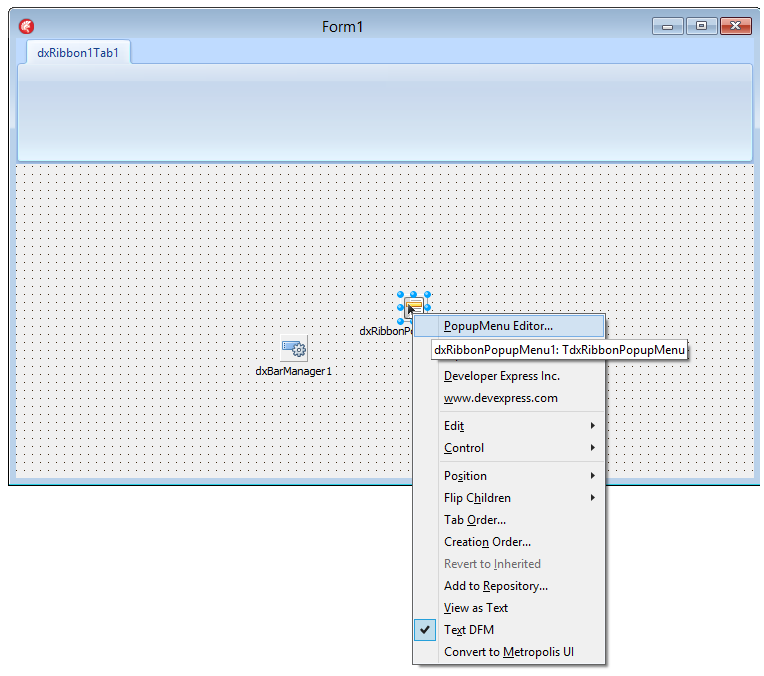 Form1
dxRibbon1Tab1
dxRibbonPo
dxBarManager1
PopupMenu Editor...
dxRibbonPopupMenu1: TdxRibbonPopupMenu
Developer Express Inc.
www.devexpress.com
Edit
Control
Position
Flip Children
Tab Order...
Creation Order...
Revert to Inherited
Add to Repository...
View as Text
Text DFM
Convert to Metropolis UI